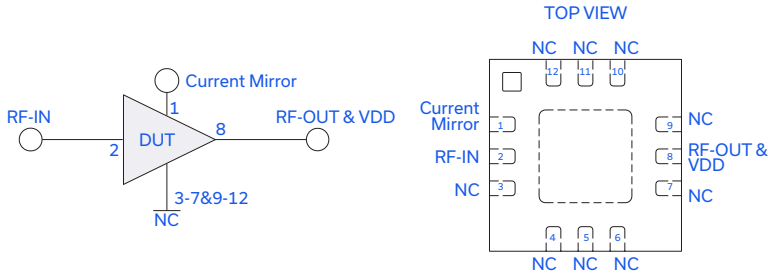 TOP VIEW
NC NC NC
12 11 10
Current Mirror
1
RF-IN
2
DUT
8
RF-OUT & VDD
3-7&9-12
NC
Current
Mirror
1
RF-IN
2
NC
3
9
NC
8
RF-OUT &
VDD
7
NC
4 5 6
NC NC NC